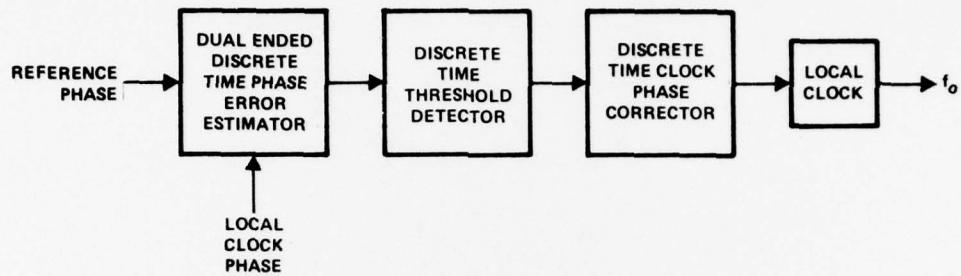 REFERENCE
PHASE
DUAL ENDED
DISCRETE
TIME PHASE
ERROR
ESTIMATOR
LOCAL
CLOCK
PHASE
DISCRETE
TIME
THRESHOLD
DETECTOR
DISCRETE
TIME CLOCK
PHASE
CORRECTOR
LOCAL
CLOCK
fo